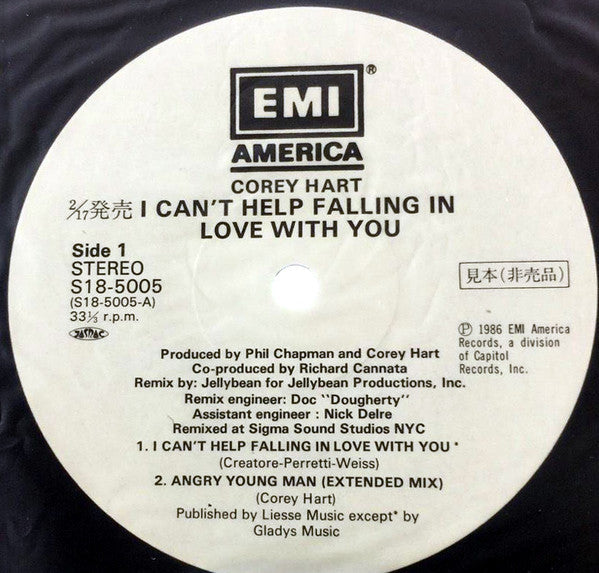 EMI®
AMERICA
COREY HART
2/17発売 I CAN'T HELP FALLING IN
LOVE WITH YOU
Side 1
STEREO
S18-5005
(S18-5005-A)
33⅓ r.p.m.
JASRAC
見本(非売品)
Ⓟ 1986 EMI America
Records, a division
of Capitol
Records, Inc.
Produced by Phil Chapman and Corey Hart
Co-produced by Richard Cannata
Remix by: Jellybean for Jellybean Productions, Inc.
Remix engineer: Doc "Dougherty"
Assistant engineer : Nick Delre
Remixed at Sigma Sound Studios NYC
1. I CAN'T HELP FALLING IN LOVE WITH YOU *
(Creatore-Perretti-Weiss)
2. ANGRY YOUNG MAN (EXTENDED MIX)
(Corey Hart)
Published by Liesse Music except* by
Gladys Music